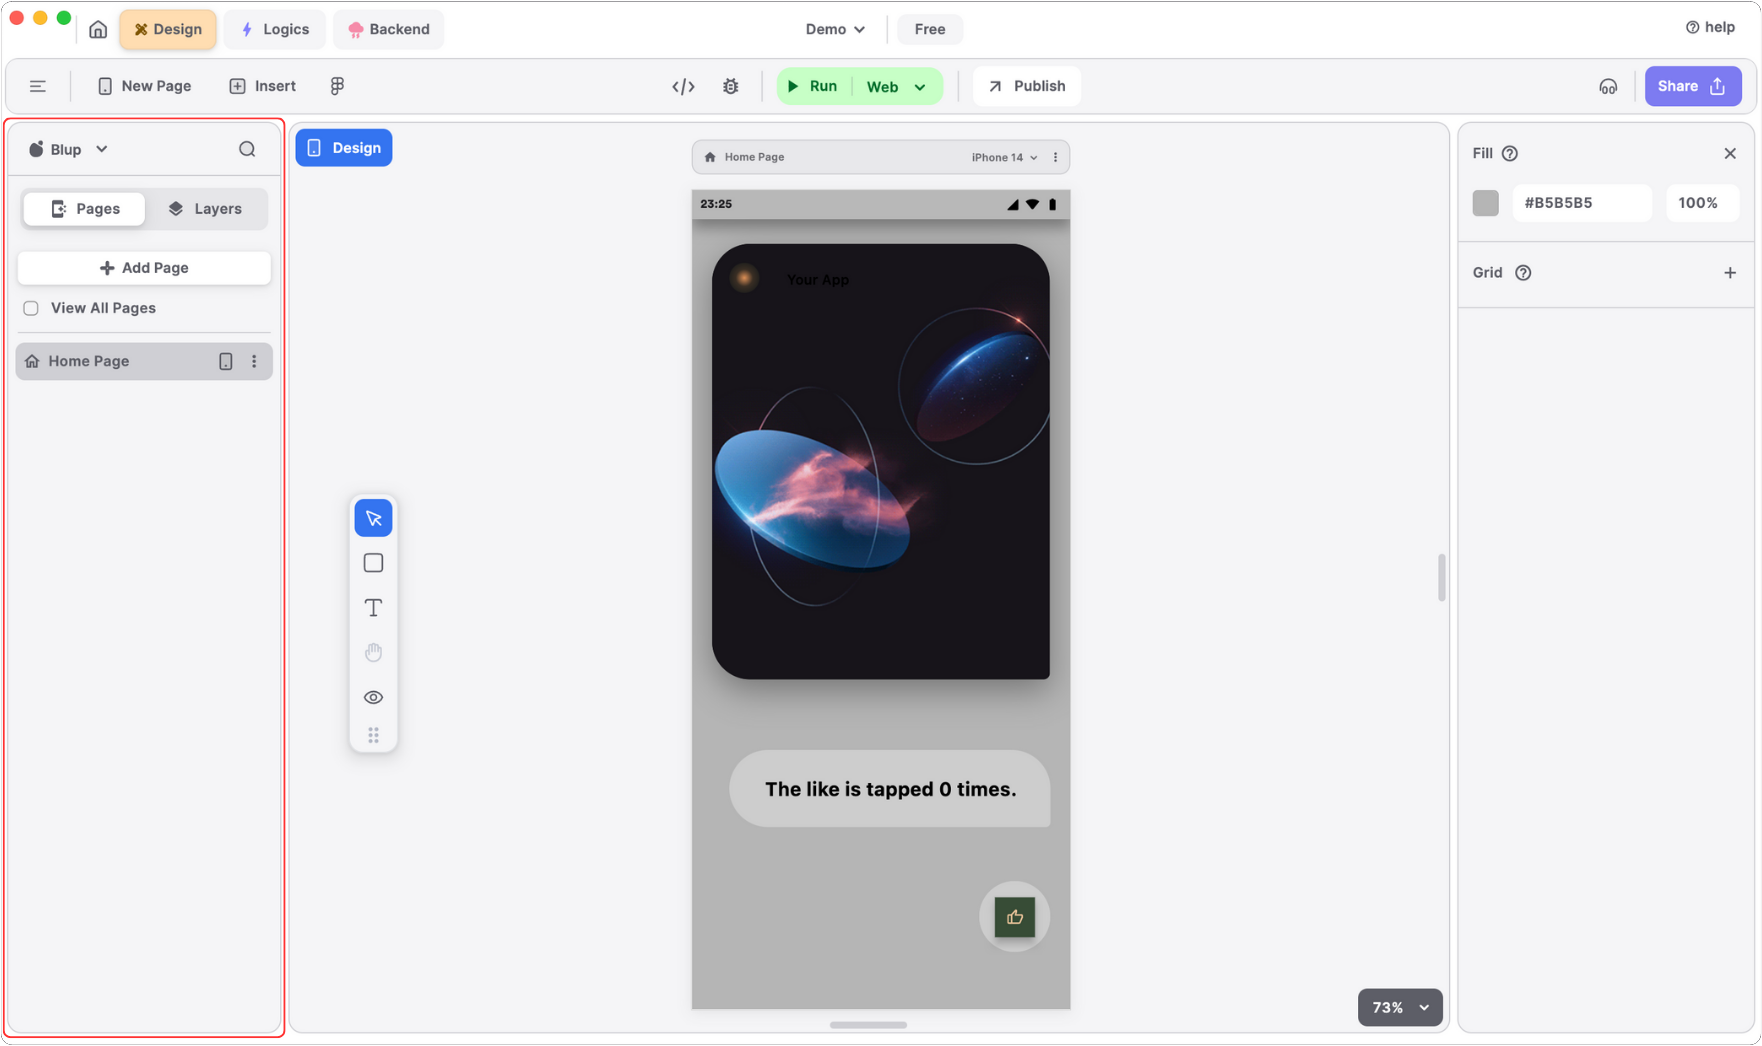 Design
Logics
Backend
Demo
Free
help
New Page
Insert
Run
Web
Publish
Share
Blup
Pages
Layers
Add Page
View All Pages
Home Page
Design
Home Page
iPhone 14
23:25
Your App
The like is tapped 0 times.
73%
Fill
#B5B5B5
100%
Grid